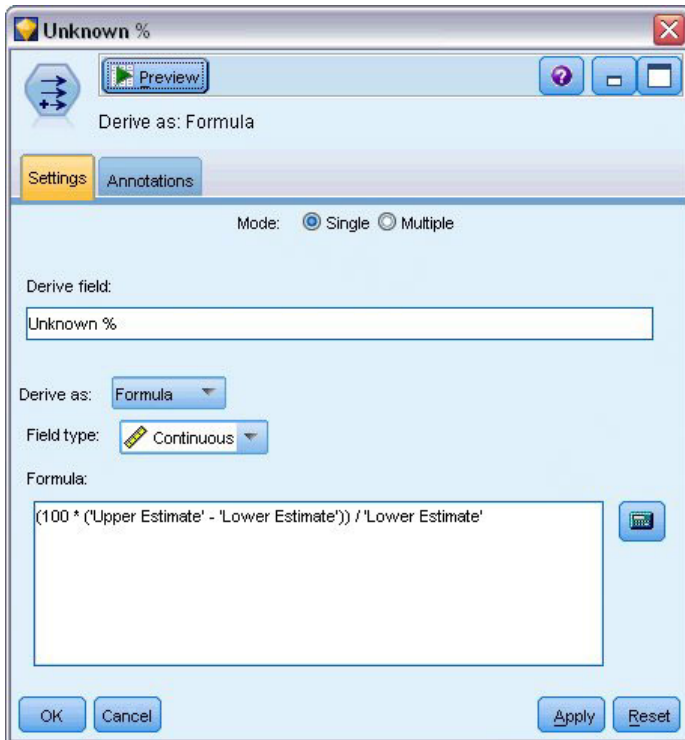 Unknown %
Preview
Derive as: Formula
Settings Annotations
Mode: Single Multiple
Derive field:
Unknown %
Derive as: Formula
Field type: Continuous
Formula:
(100 * ('Upper Estimate' - 'Lower Estimate')) / 'Lower Estimate'
OK Cancel Apply Reset